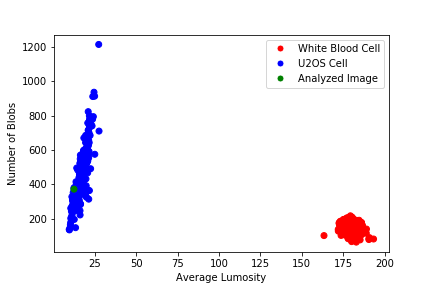 1200
1000
800
600
400
200
Number of Blobs
White Blood Cell
U2OS Cell
Analyzed Image
25 50 75 100 125 150 175 200
Average Lumosity